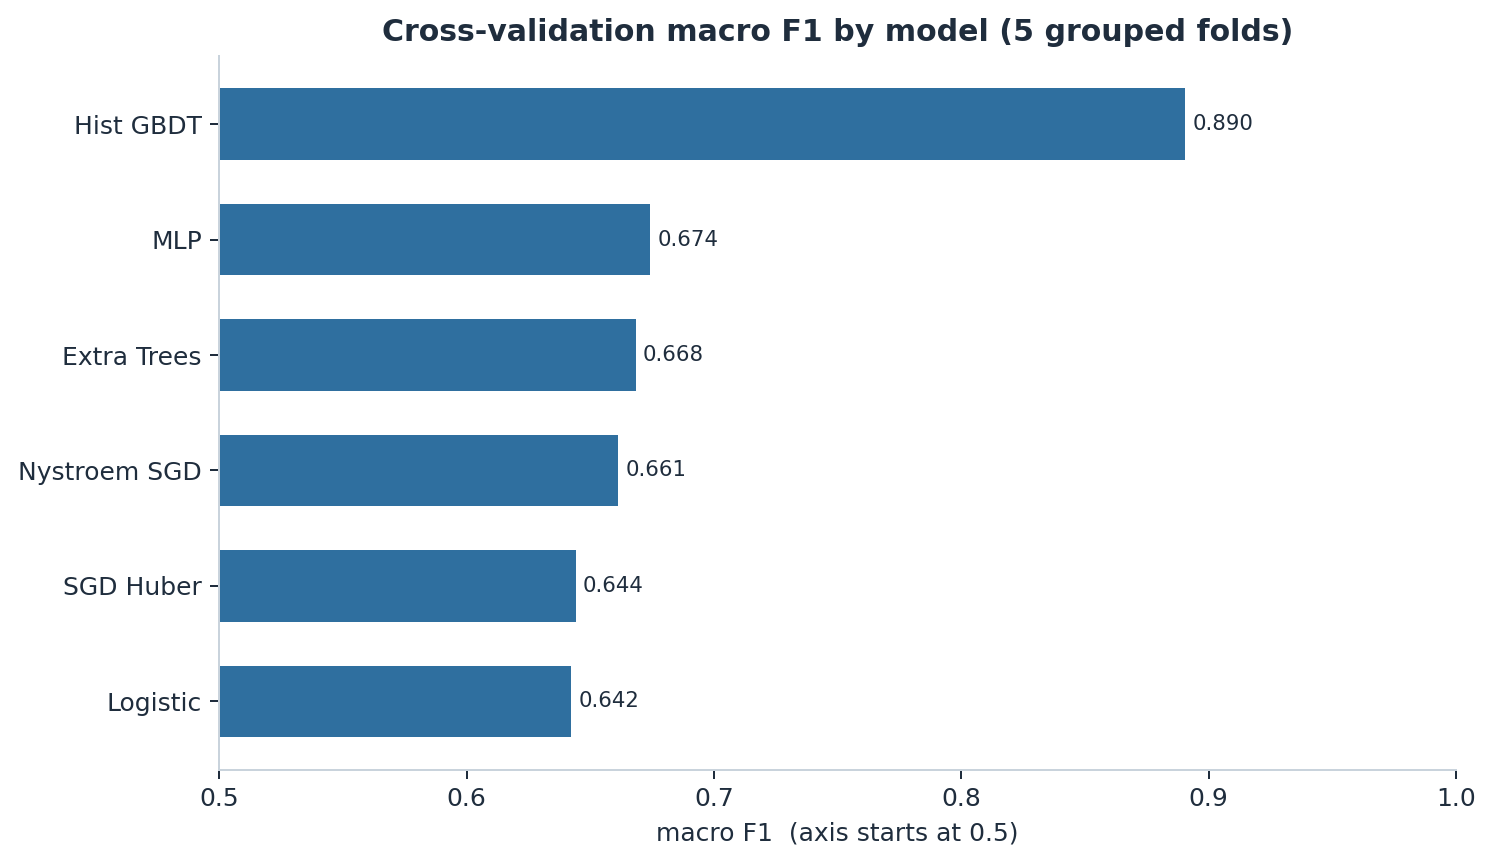 Cross-validation macro F1 by model (5 grouped folds)
Hist GBDT 0.890
MLP 0.674
Extra Trees 0.668
Nystroem SGD 0.661
SGD Huber 0.644
Logistic 0.642
0.5 0.6 0.7 0.8 0.9 1.0
macro F1 (axis starts at 0.5)